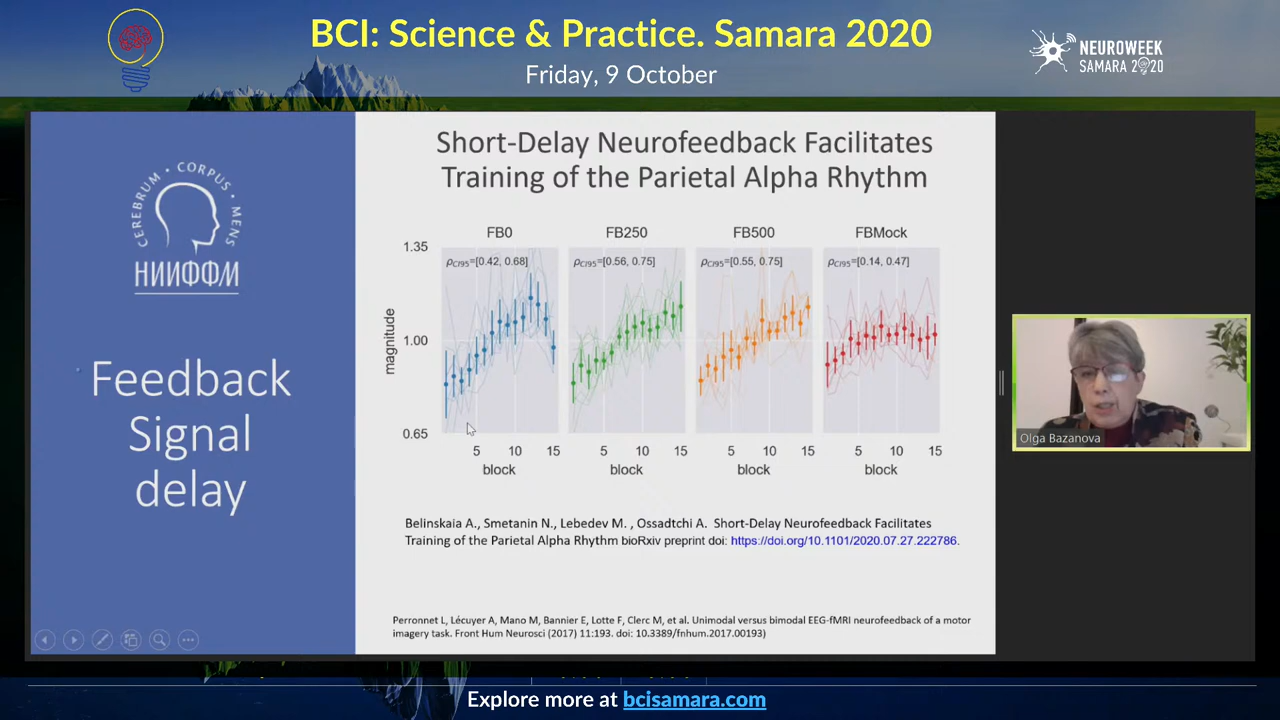 BCI: Science & Practice. Samara 2020
Friday, 9 October
NEUROWEEK
SAMARA 2020
CEREBRUM • CORPUS • MENS
НИИФФМ
Feedback
Signal
delay
Short-Delay Neurofeedback Facilitates
Training of the Parietal Alpha Rhythm
FB0
FB250
FB500
FBMock
1.35
1.00
0.65
magnitude
ρCI95=[0.42, 0.68]
ρCI95=[0.56, 0.75]
ρCI95=[0.55, 0.75]
ρCI95=[0.14, 0.47]
5 10 15
5 10 15
5 10 15
5 10 15
block
block
block
block
Belinskaia A., Smetanin N., Lebedev M. , Ossadtchi A. Short-Delay Neurofeedback Facilitates
Training of the Parietal Alpha Rhythm bioRxiv preprint doi: https://doi.org/10.1101/2020.07.27.222786.
Perronnet L, Lécuyer A, Mano M, Bannier E, Lotte F, Clerc M, et al. Unimodal versus bimodal EEG-fMRI neurofeedback of a motor
imagery task. Front Hum Neurosci (2017) 11:193. doi: 10.3389/fnhum.2017.00193)
Olga Bazanova
Explore more at bcisamara.com